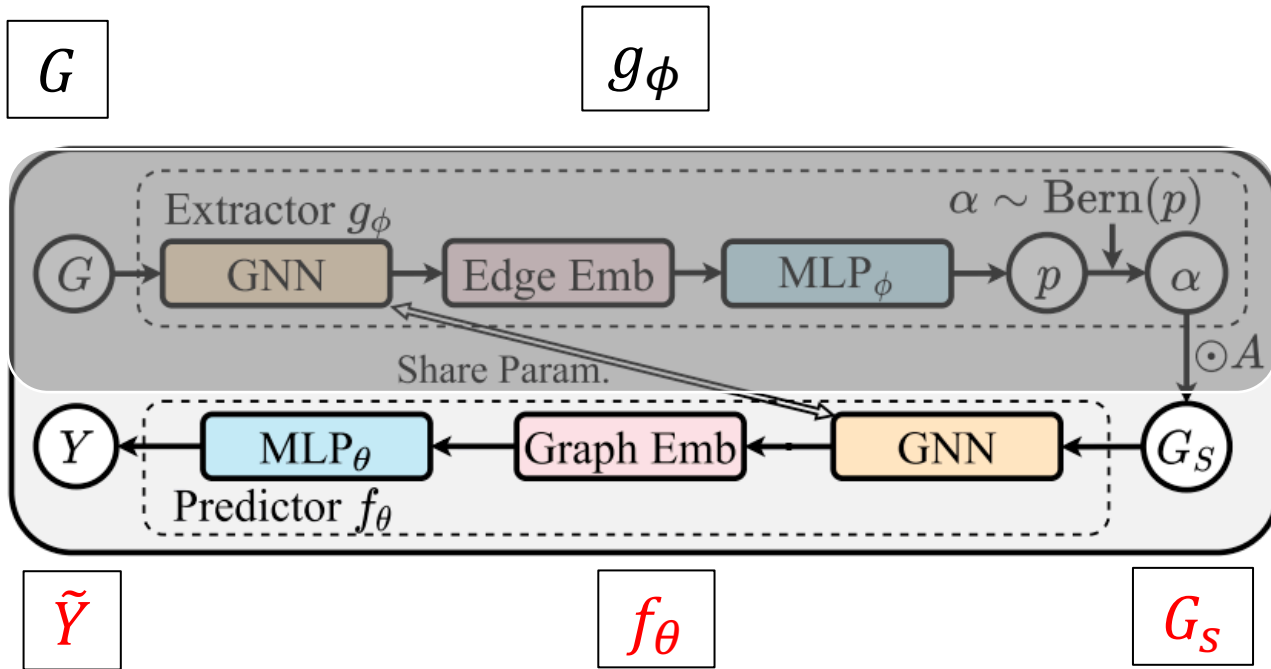 G
g_ϕ
Extractor g_ϕ
α ∼ Bern(p)
G
GNN
Edge Emb
MLP_ϕ
p
α
Share Param.
⊙A
Y
MLP_θ
Graph Emb
GNN
G_S
Predictor f_θ
Ỹ
f_θ
G_s